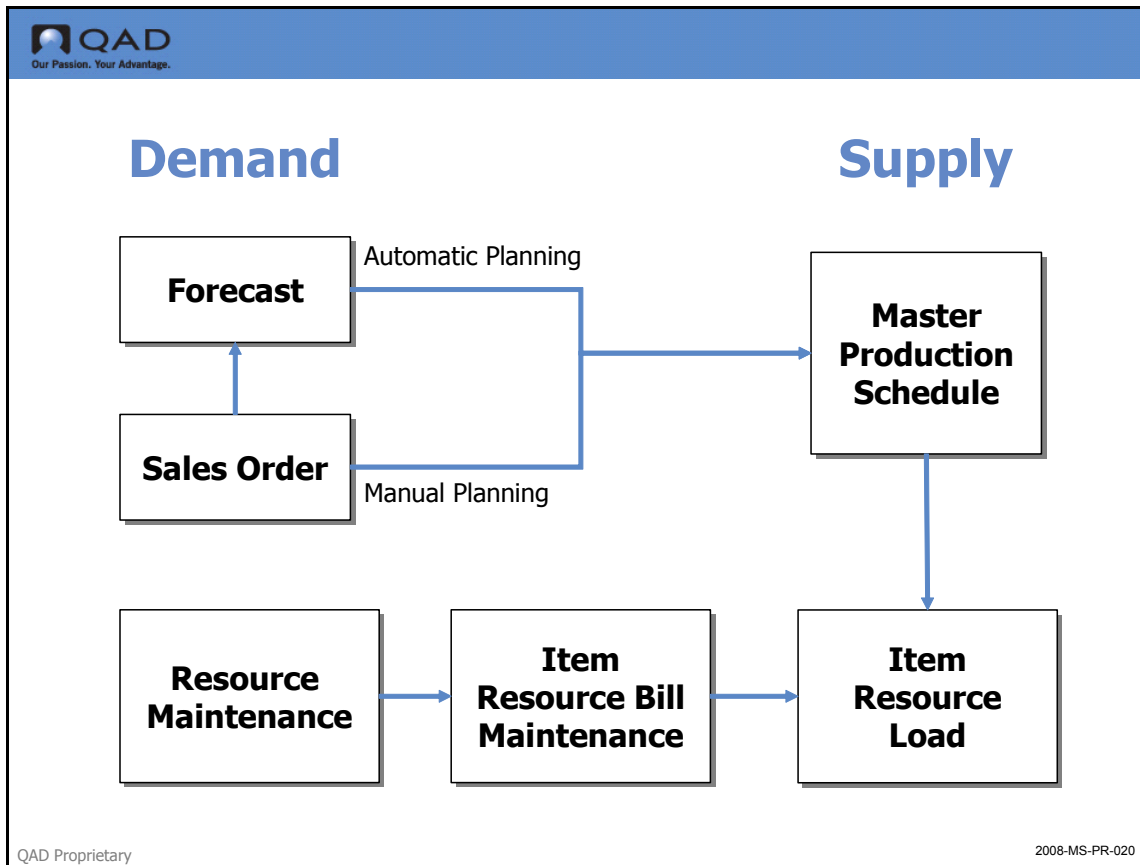 QAD
Our Passion. Your Advantage.
Demand
Supply
Forecast
Automatic Planning
Master
Production
Schedule
Sales Order
Manual Planning
Resource
Maintenance
Item
Resource Bill
Maintenance
Item
Resource
Load
QAD Proprietary
2008-MS-PR-020